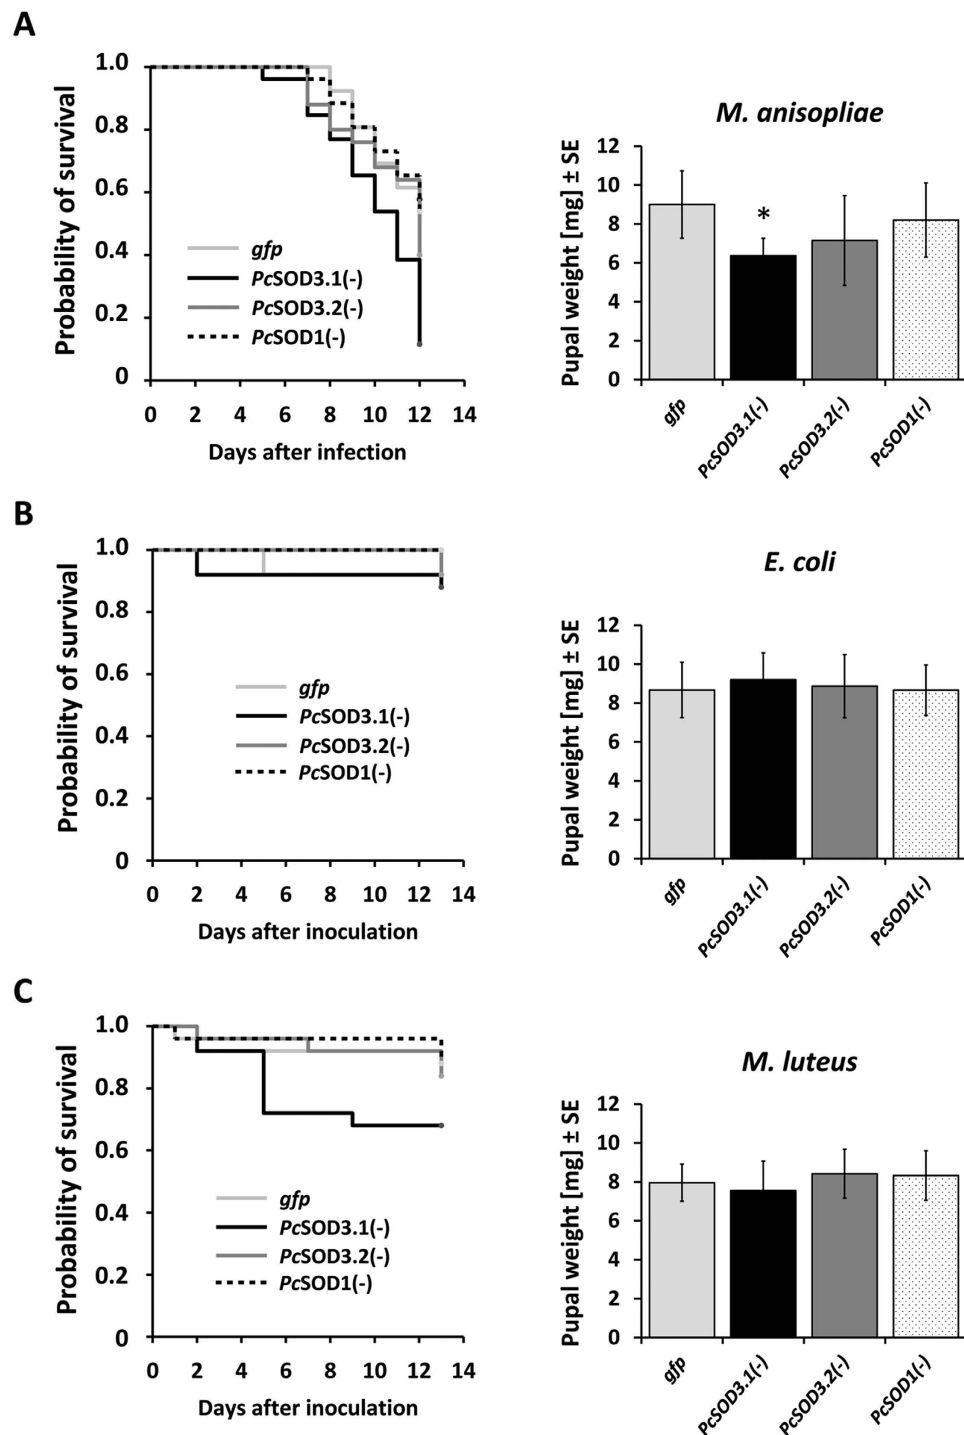 A
Probability of survival
1.0
0.8
0.6
0.4
0.2
0
gfp
PcSOD3.1(-)
PcSOD3.2(-)
PcSOD1(-)
0 2 4 6 8 10 12 14
Days after infection
M. anisopliae
Pupal weight [mg] ± SE
12
10
8
6
4
2
0
*
gfp
PcSOD3.1(-)
PcSOD3.2(-)
PcSOD1(-)
B
Probability of survival
1.0
0.8
0.6
0.4
0.2
0
gfp
PcSOD3.1(-)
PcSOD3.2(-)
PcSOD1(-)
0 2 4 6 8 10 12 14
Days after inoculation
E. coli
Pupal weight [mg] ± SE
12
10
8
6
4
2
0
gfp
PcSOD3.1(-)
PcSOD3.2(-)
PcSOD1(-)
C
Probability of survival
1.0
0.8
0.6
0.4
0.2
0
gfp
PcSOD3.1(-)
PcSOD3.2(-)
PcSOD1(-)
0 2 4 6 8 10 12 14
Days after inoculation
M. luteus
Pupal weight [mg] ± SE
12
10
8
6
4
2
0
gfp
PcSOD3.1(-)
PcSOD3.2(-)
PcSOD1(-)